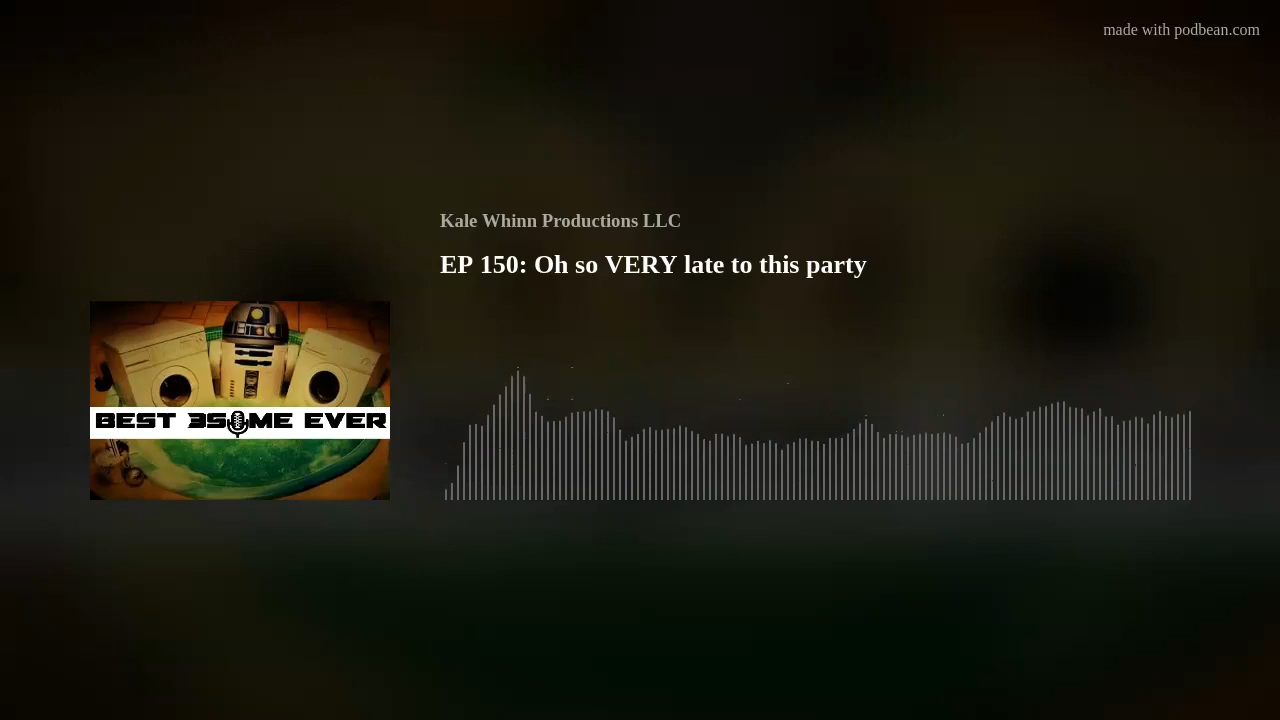 made with podbean.com
Kale Whinn Productions LLC
EP 150: Oh so VERY late to this party
BEST 3SOME EVER